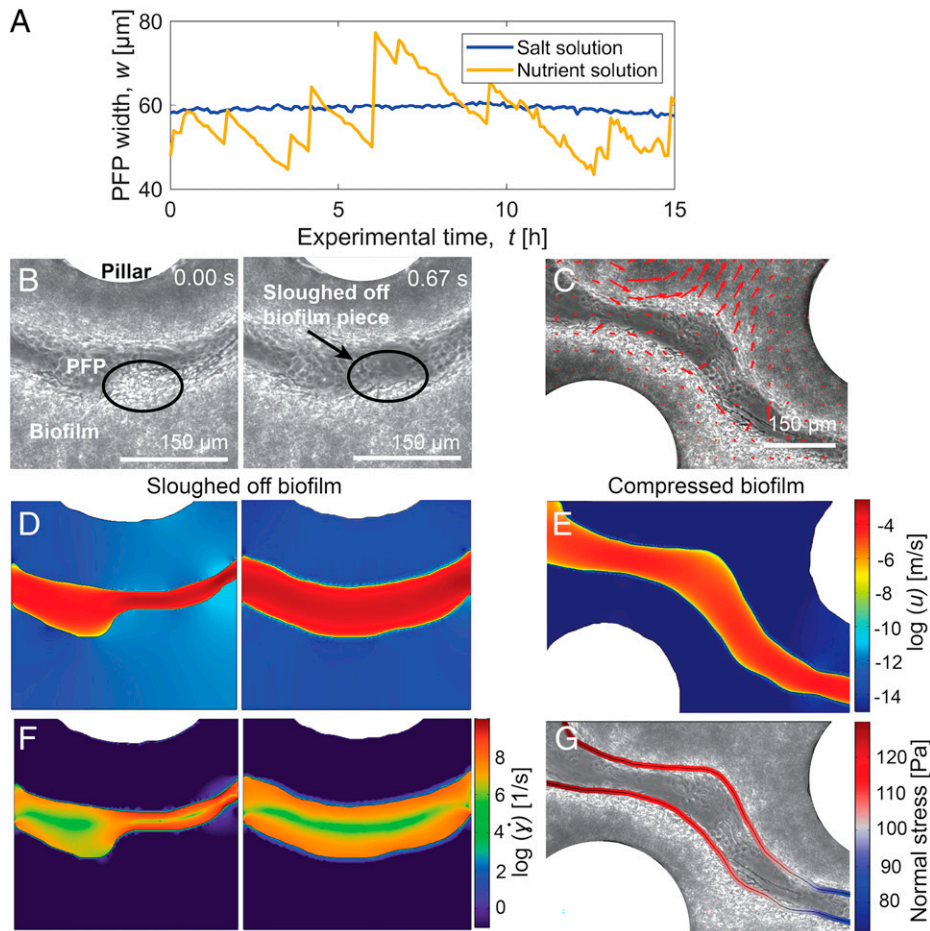 A
PFP width, w [μm]
80
60
40
Salt solution
Nutrient solution
0
5
10
15
Experimental time, t [h]
B
Pillar
0.00 s
PFP
Biofilm
150 μm
0.67 s
Sloughed off
biofilm piece
150 μm
C
150 μm
Sloughed off biofilm
Compressed biofilm
D
E
-4
-6
-8
-10
-12
-14
log (u) [m/s]
F
8
6
4
2
0
log (γ̇) [1/s]
G
120
110
100
90
80
Normal stress [Pa]